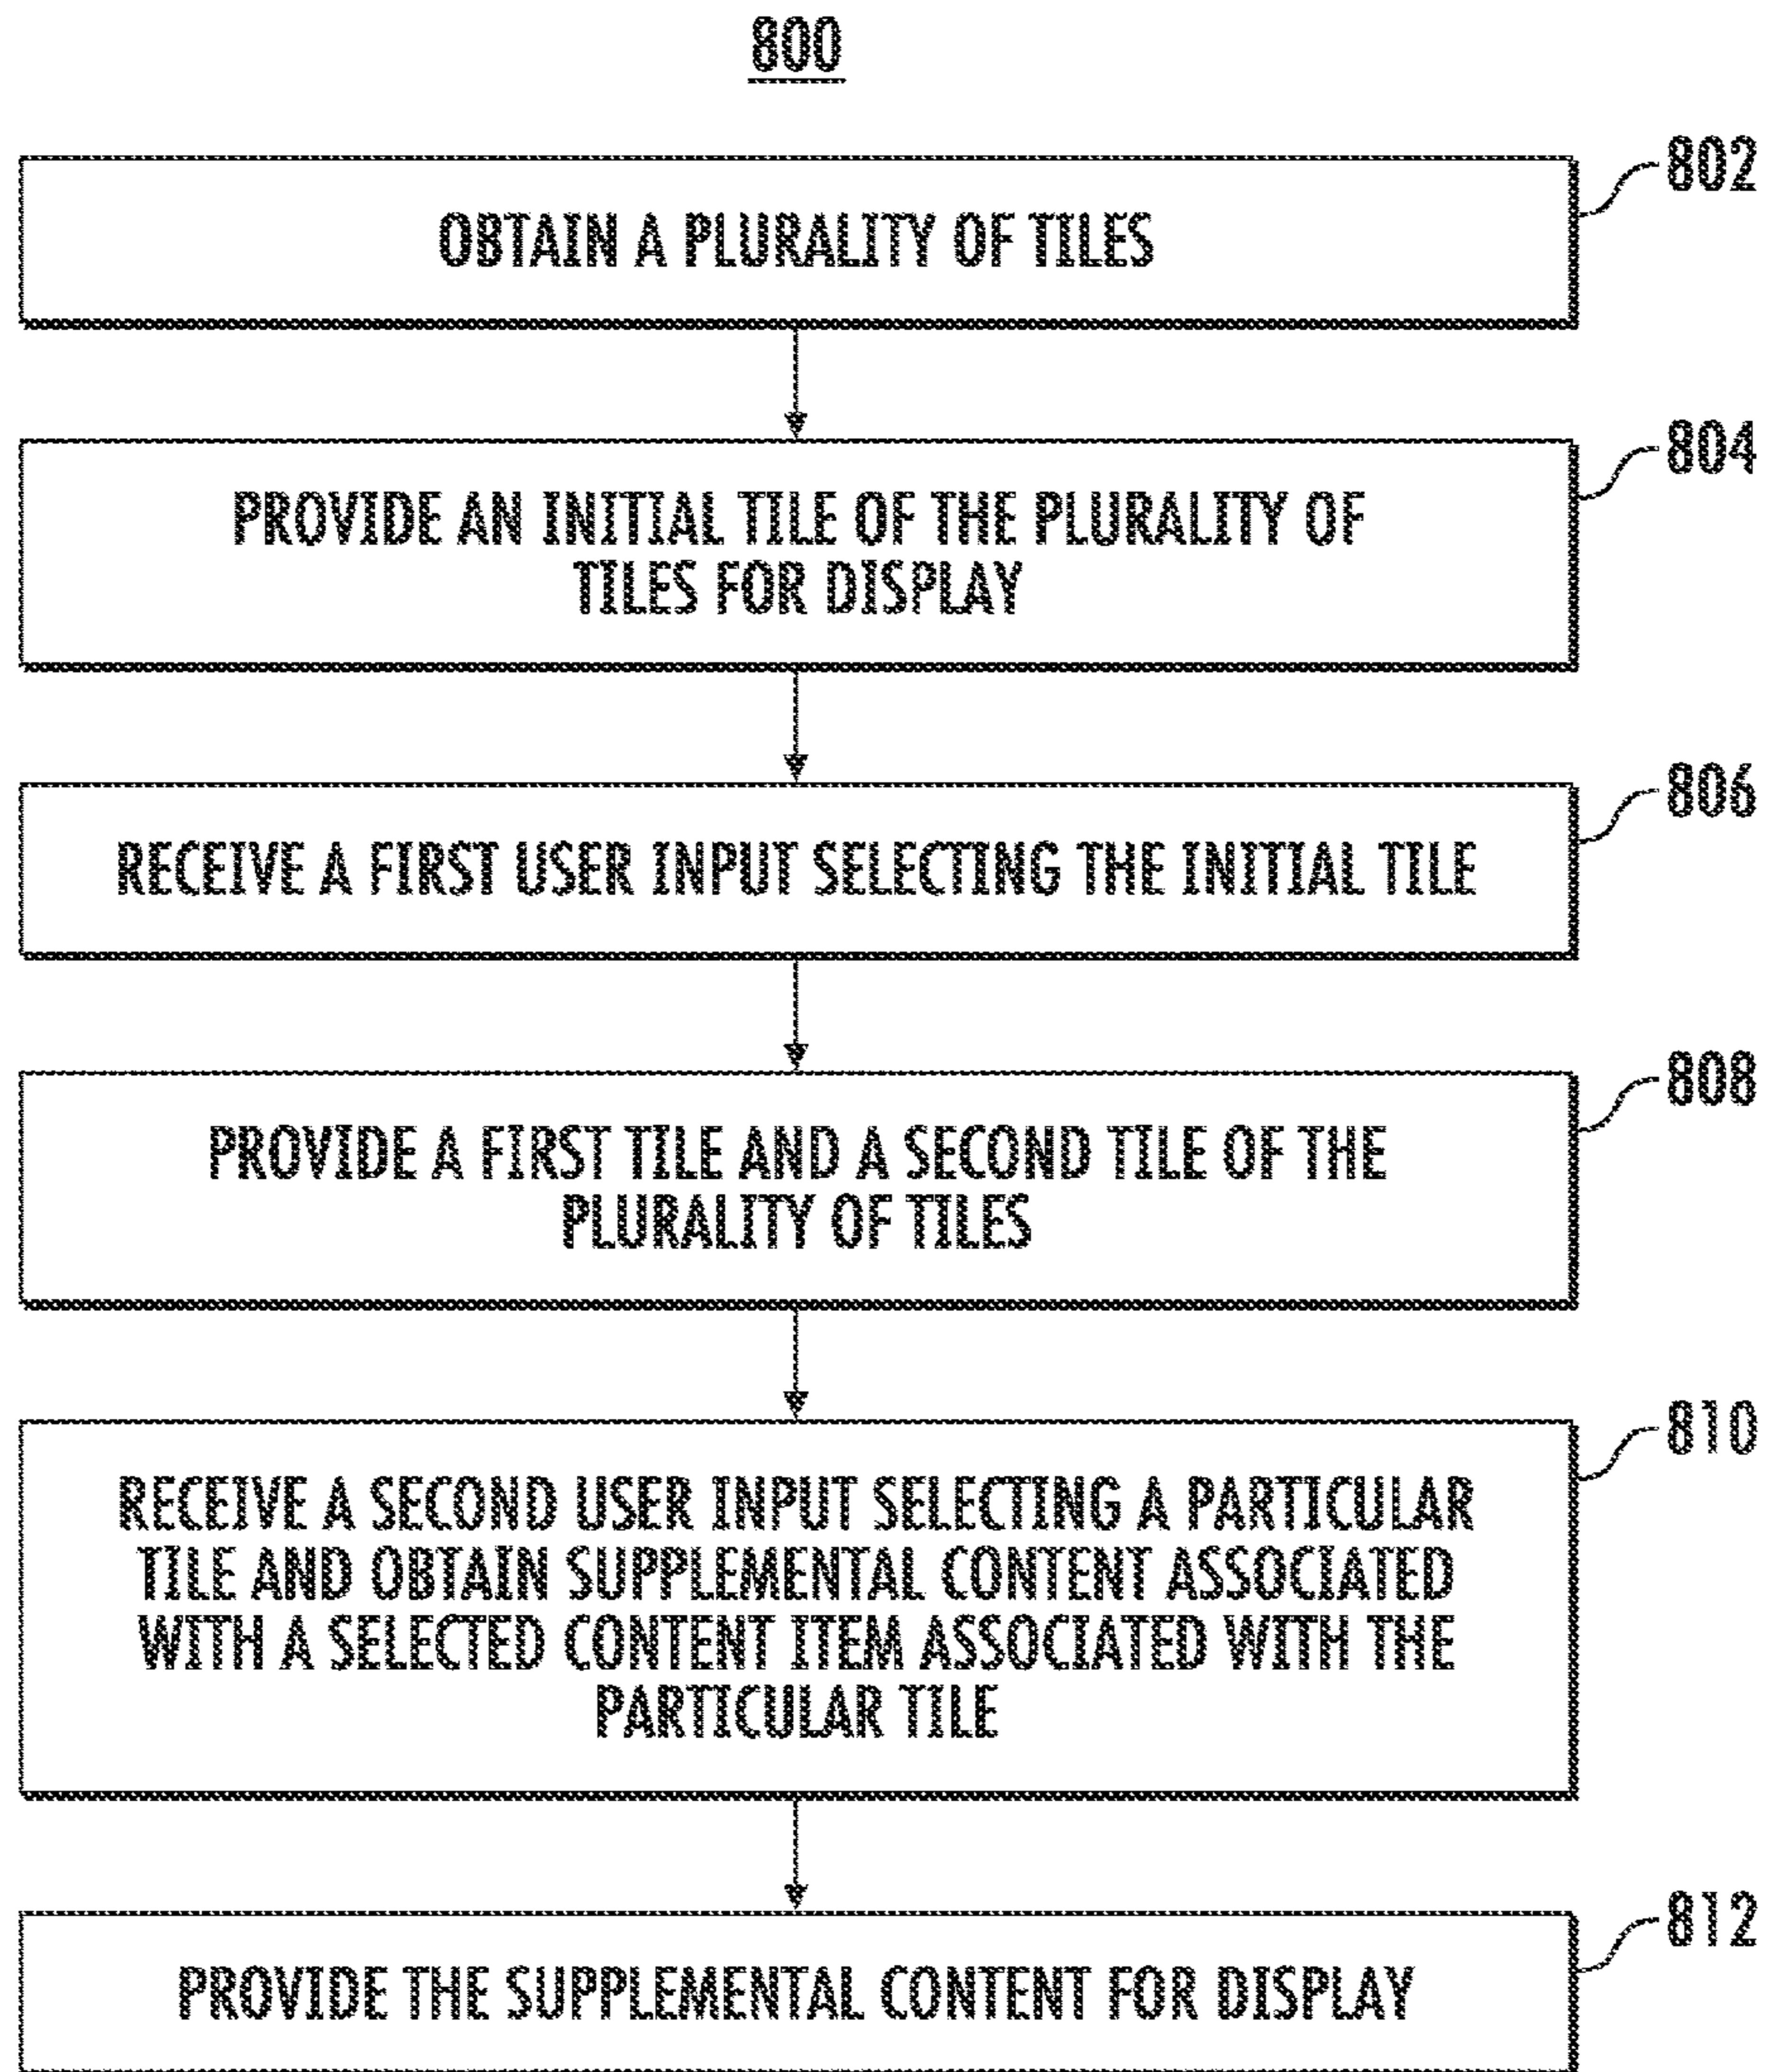 800
802
OBTAIN A PLURALITY OF TILES
804
PROVIDE AN INITIAL TILE OF THE PLURALITY OF
TILES FOR DISPLAY
806
RECEIVE A FIRST USER INPUT SELECTING THE INITIAL TILE
808
PROVIDE A FIRST TILE AND A SECOND TILE OF THE
PLURALITY OF TILES
810
RECEIVE A SECOND USER INPUT SELECTING A PARTICULAR
TILE AND OBTAIN SUPPLEMENTAL CONTENT ASSOCIATED
WITH A SELECTED CONTENT ITEM ASSOCIATED WITH THE
PARTICULAR TILE
812
PROVIDE THE SUPPLEMENTAL CONTENT FOR DISPLAY